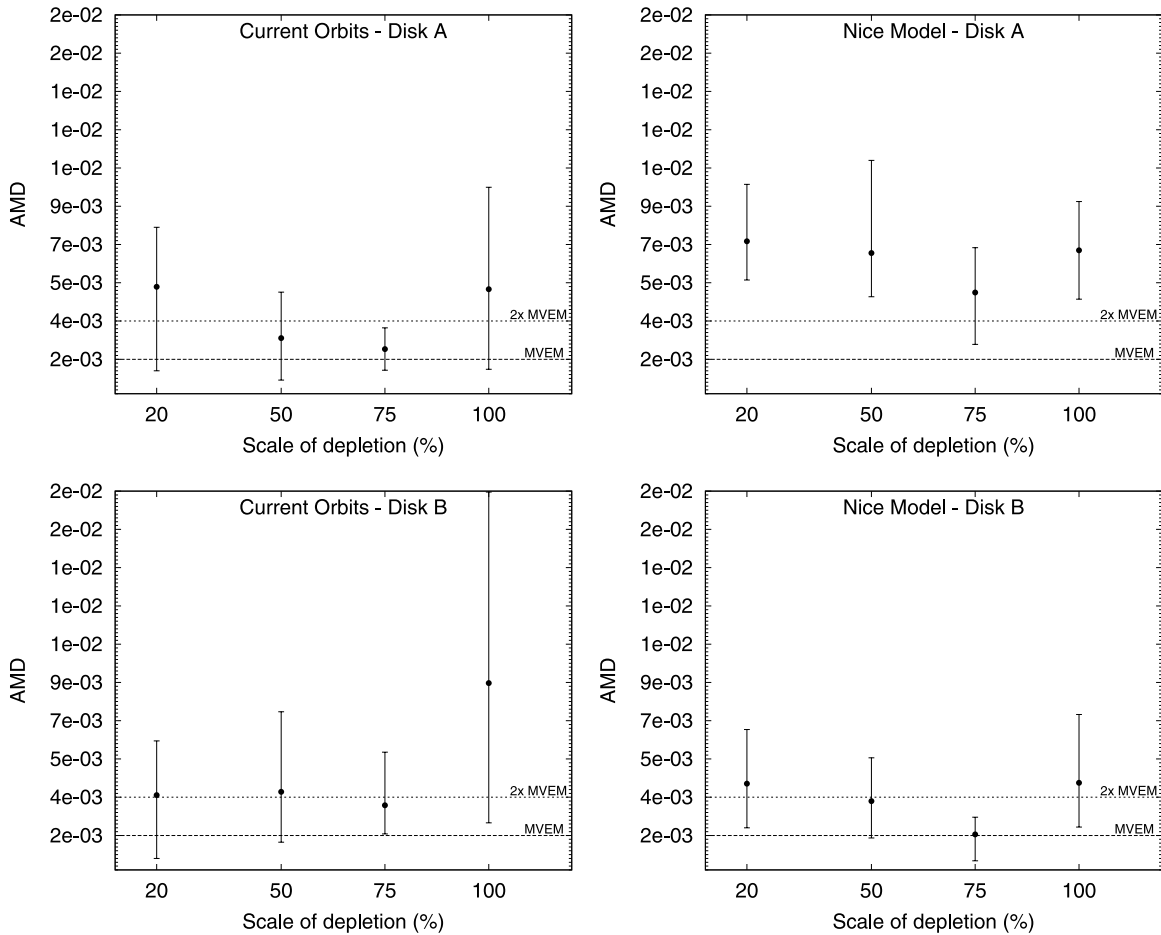 Current Orbits - Disk A
2e-02
2e-02
1e-02
1e-02
1e-02
9e-03
7e-03
5e-03
4e-03
2e-03
AMD
2x MVEM
MVEM
20 50 75 100
Scale of depletion (%)
Nice Model - Disk A
2e-02
2e-02
1e-02
1e-02
1e-02
9e-03
7e-03
5e-03
4e-03
2e-03
AMD
2x MVEM
MVEM
20 50 75 100
Scale of depletion (%)
Current Orbits - Disk B
2e-02
2e-02
1e-02
1e-02
1e-02
9e-03
7e-03
5e-03
4e-03
2e-03
AMD
2x MVEM
MVEM
20 50 75 100
Scale of depletion (%)
Nice Model - Disk B
2e-02
2e-02
1e-02
1e-02
1e-02
9e-03
7e-03
5e-03
4e-03
2e-03
AMD
2x MVEM
MVEM
20 50 75 100
Scale of depletion (%)